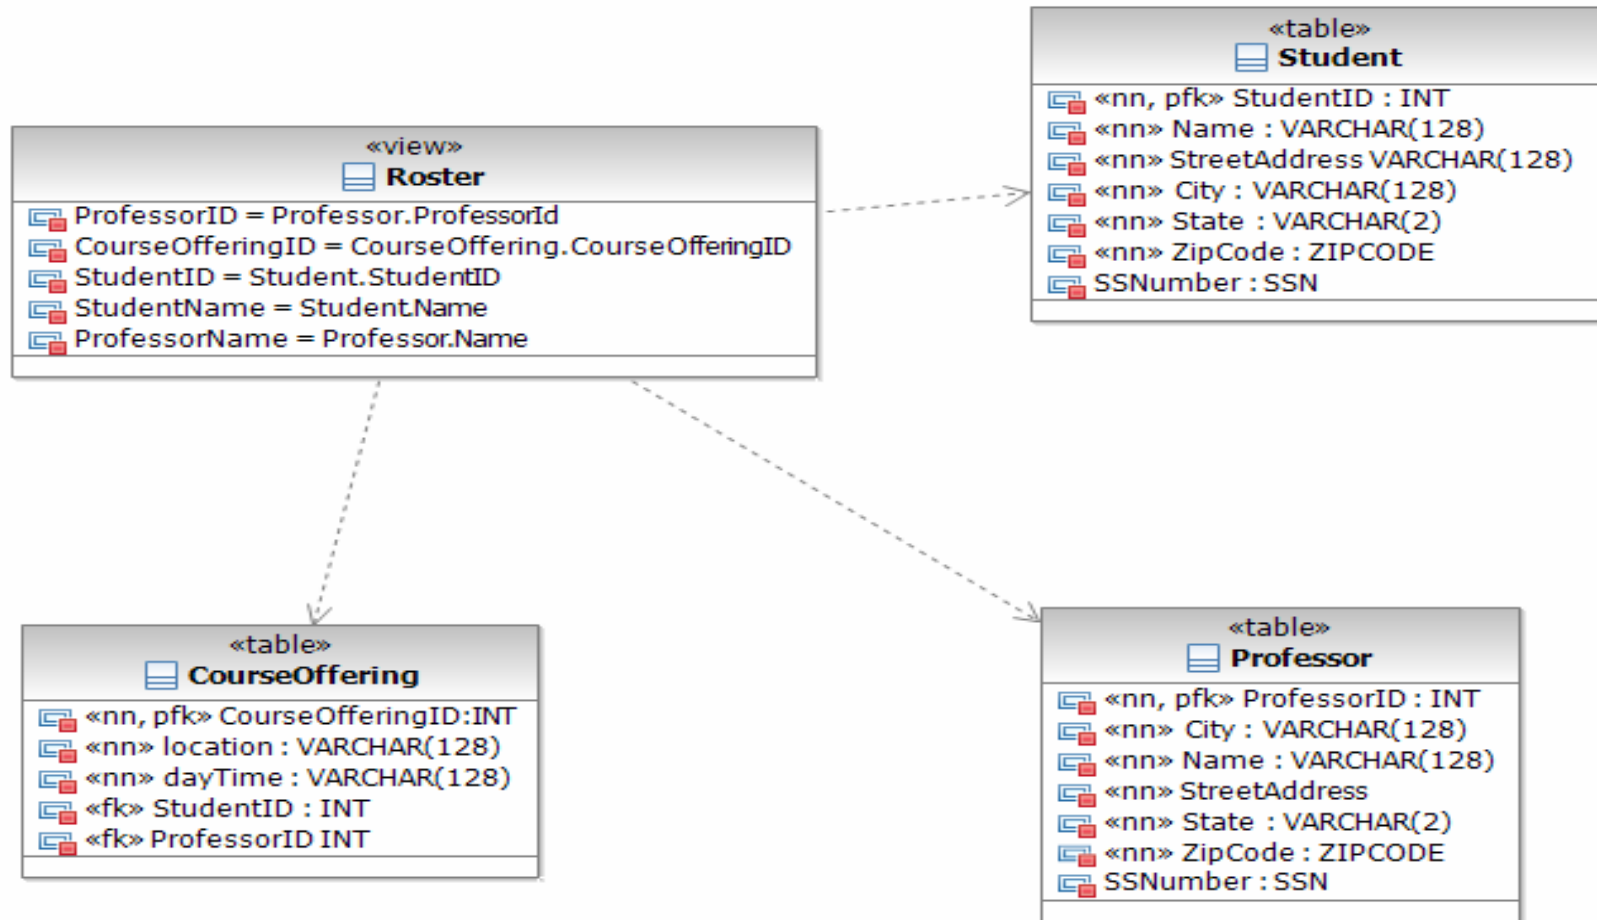 «view»
Roster
ProfessorID = Professor.ProfessorId
CourseOfferingID = CourseOffering.CourseOfferingID
StudentID = Student.StudentID
StudentName = Student.Name
ProfessorName = Professor.Name
«table»
Student
«nn, pfk» StudentID : INT
«nn» Name : VARCHAR(128)
«nn» StreetAddress VARCHAR(128)
«nn» City : VARCHAR(128)
«nn» State : VARCHAR(2)
«nn» ZipCode : ZIPCODE
SSNumber : SSN
«table»
CourseOffering
«nn, pfk» CourseOfferingID:INT
«nn» location : VARCHAR(128)
«nn» dayTime : VARCHAR(128)
«fk» StudentID : INT
«fk» ProfessorID INT
«table»
Professor
«nn, pfk» ProfessorID : INT
«nn» City : VARCHAR(128)
«nn» Name : VARCHAR(128)
«nn» StreetAddress
«nn» State : VARCHAR(2)
«nn» ZipCode : ZIPCODE
SSNumber : SSN